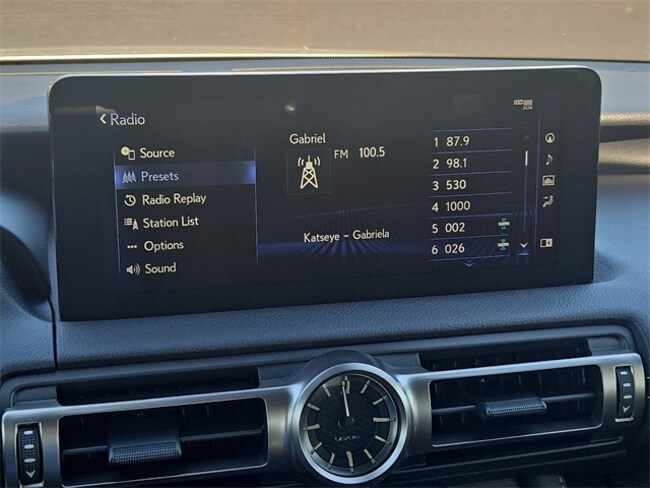 Radio
Source
Presets
Radio Replay
Station List
Options
Sound
Gabriel
FM 100.5
Katseye - Gabriela
1 87.9
2 98.1
3 530
4 1000
5 002
6 026
DCM